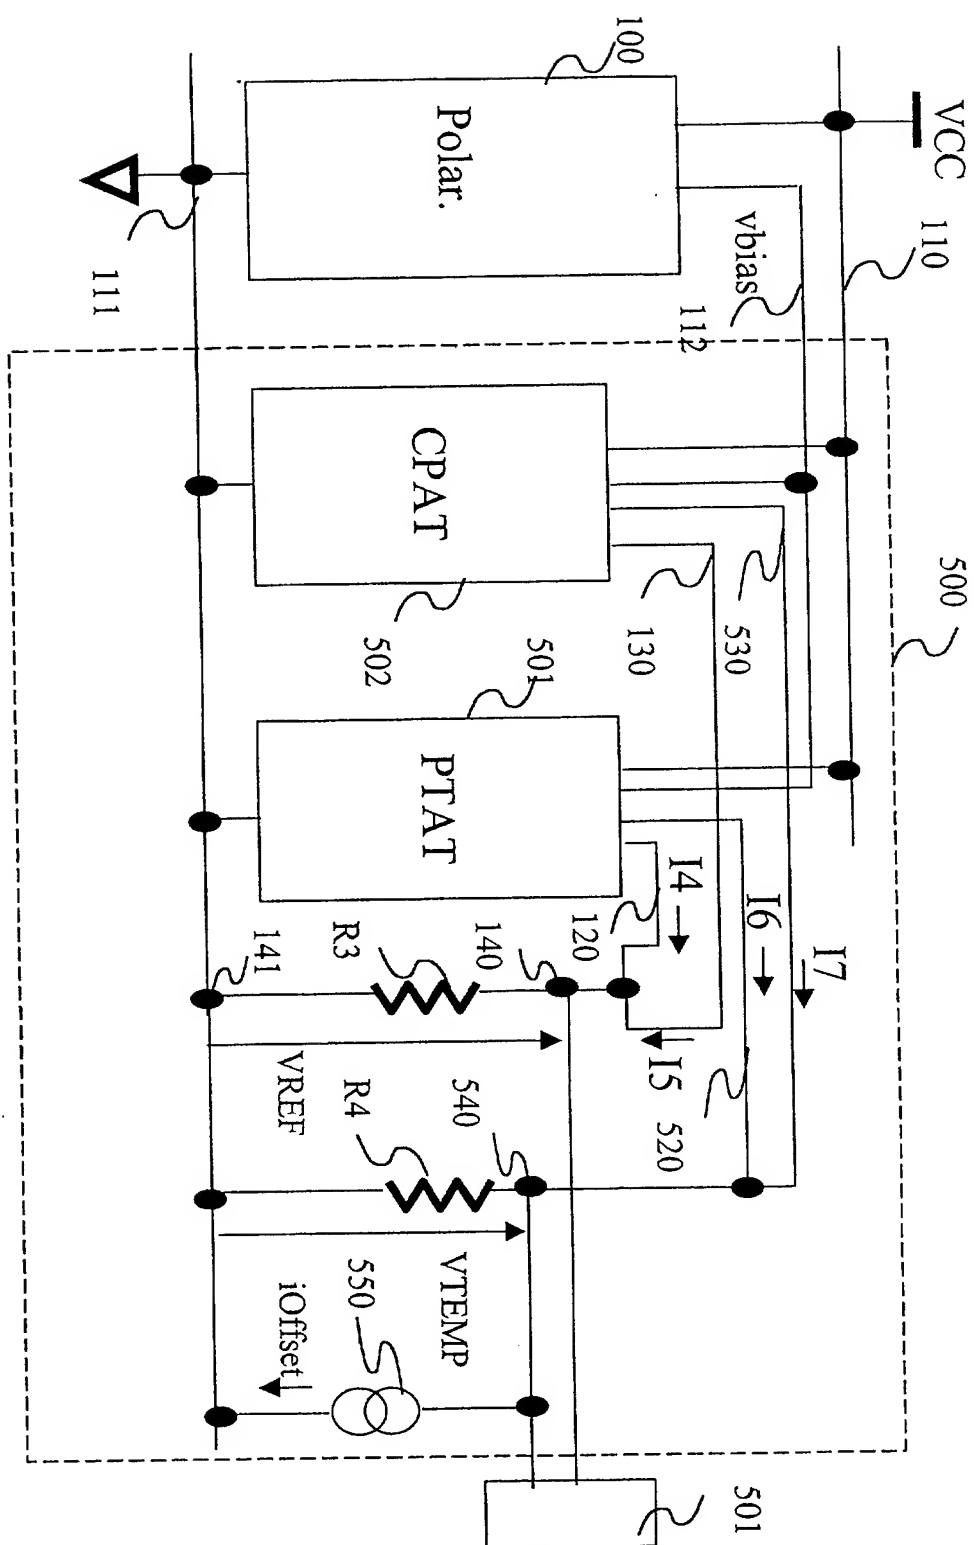 VCC
110
100
Polar.
vbias
112
111
500
CPAT
502
530
130
501
PTAT
I7
I6
I4
120
I5
520
140
R3
141
VREF
540
R4
VTEMP
550
iOffset
501